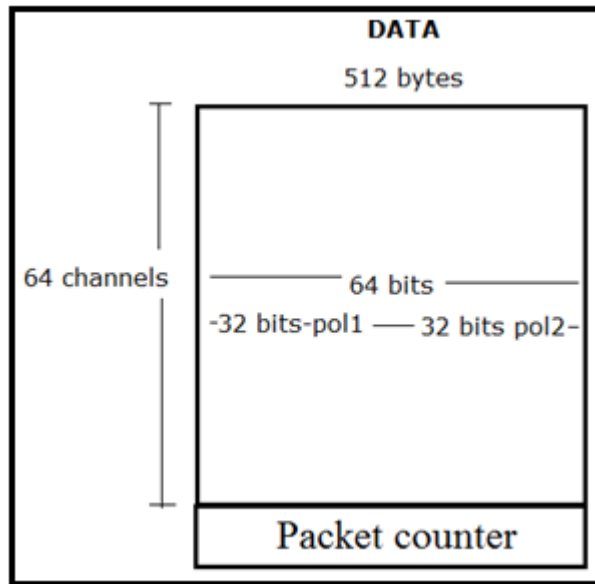 DATA
512 bytes
64 channels
64 bits
-32 bits-pol1 32 bits pol2-
Packet counter